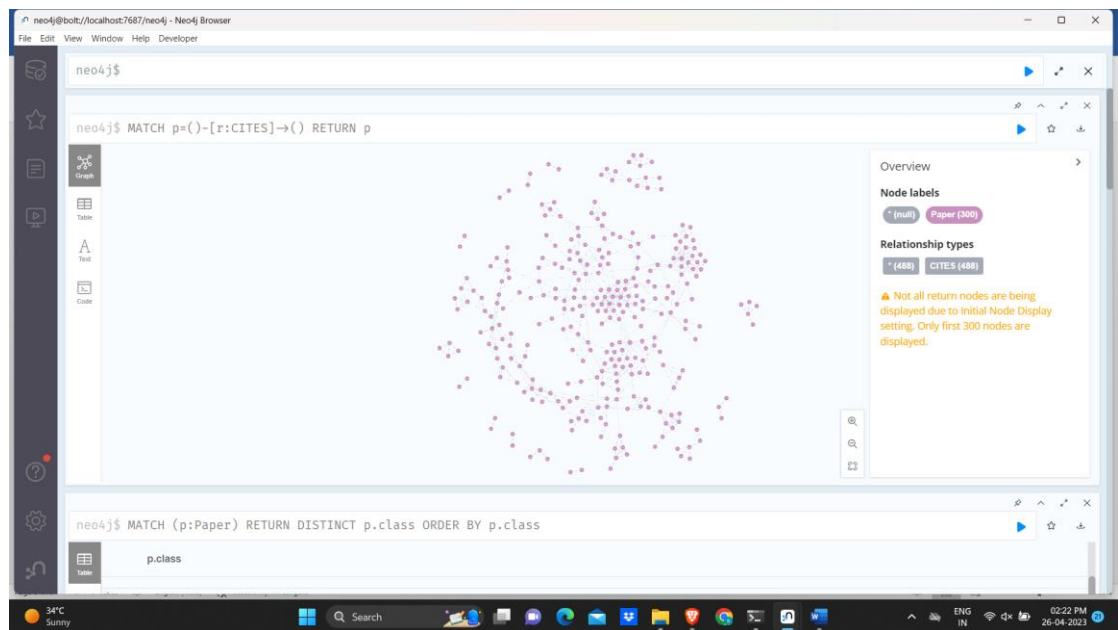 neo4j@bolt://localhost:7687/neo4j - Neo4j Browser
File Edit View Window Help Developer
neo4j$
neo4j$ MATCH p=()-[r:CITES]→() RETURN p
Graph
Table
A
Text
Code
Overview
Node labels
* (null) Paper (300)
Relationship types
* (488) CITES (488)
Not all return nodes are being
displayed due to Initial Node Display
setting. Only first 300 nodes are
displayed.
neo4j$ MATCH (p:Paper) RETURN DISTINCT p.class ORDER BY p.class
Table
p.class
34°C
Sunny
Search
ENG
IN
02:22 PM
26-04-2023